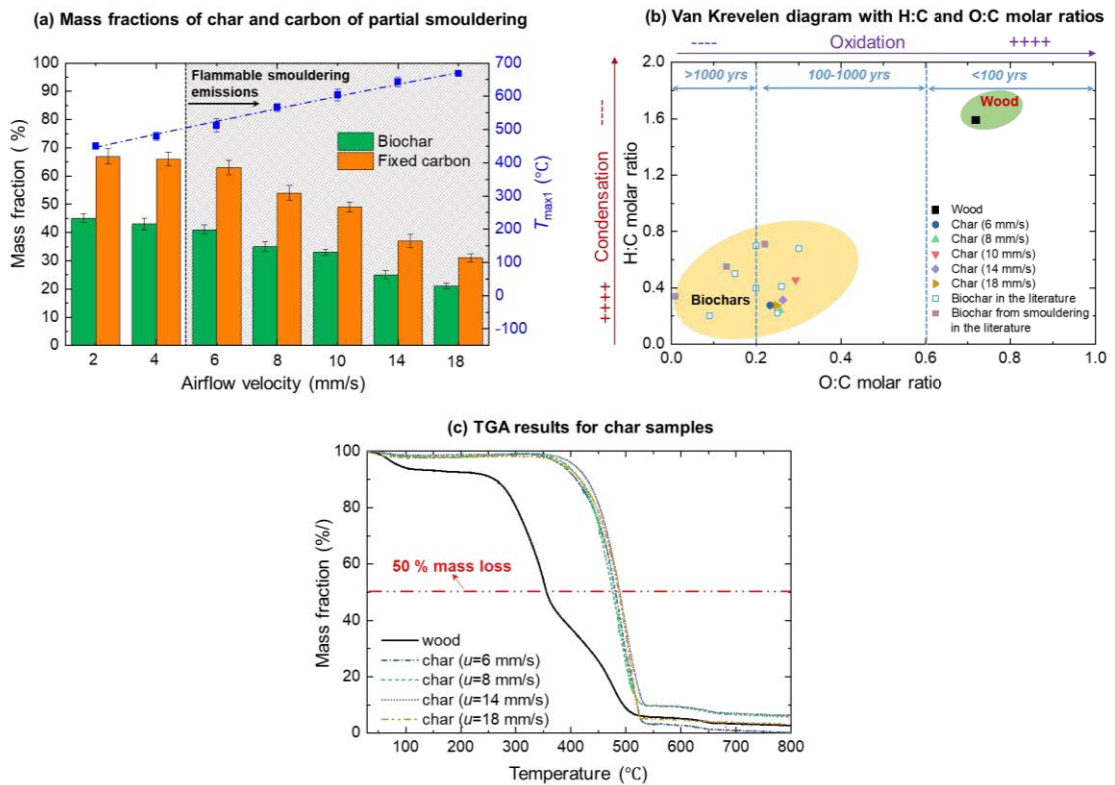 (a) Mass fractions of char and carbon of partial smouldering
100
90
80
70
60
50
40
30
20
10
0
Mass fraction (%)
Flammable smouldering
emissions
Biochar
Fixed carbon
700
600
500
400
300
200
100
0
-100
Tmax1 (℃)
2 4 6 8 10 14 18
Airflow velocity (mm/s)
(b) Van Krevelen diagram with H:C and O:C molar ratios
---- Oxidation ++++
++++ Condensation ----
H:C molar ratio
2.0
1.6
1.2
0.8
0.4
0.0
>1000 yrs 100-1000 yrs <100 yrs
Wood
Biochars
Wood
Char (6 mm/s)
Char (8 mm/s)
Char (10 mm/s)
Char (14 mm/s)
Char (18 mm/s)
Biochar in the literature
Biochar from smouldering
in the literature
0.0 0.2 0.4 0.6 0.8 1.0
O:C molar ratio
(c) TGA results for char samples
100
80
60
40
20
0
Mass fraction (%/)
50 % mass loss
wood
char (u=6 mm/s)
char (u=8 mm/s)
char (u=14 mm/s)
char (u=18 mm/s)
100 200 300 400 500 600 700 800
Temperature (℃)